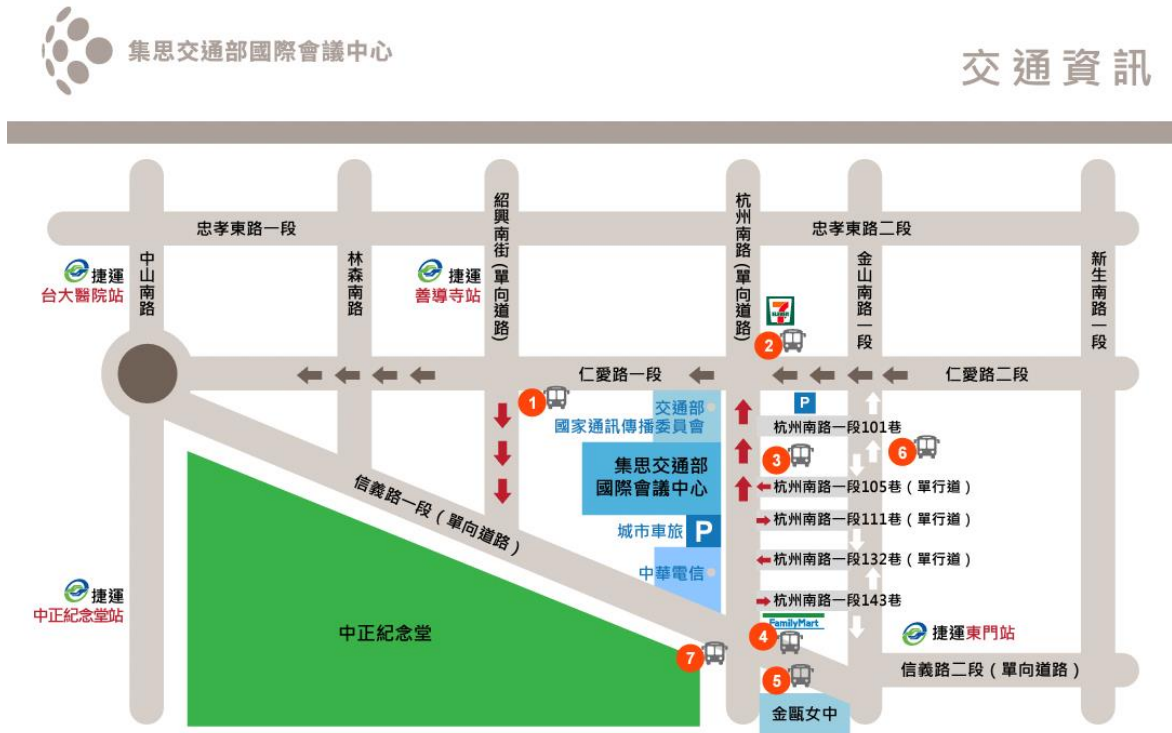 集思交通部國際會議中心
交通資訊
忠孝東路一段
忠孝東路二段
中山南路
林森南路
紹興南街(單向道路)
杭州南路(單向道路)
金山南路一段
新生南路一段
捷運
台大醫院站
捷運
善導寺站
7
ELEVEN
2
仁愛路一段
仁愛路二段
1
交通部
國家通訊傳播委員會
P
杭州南路一段101巷
集思交通部
國際會議中心
3
6
杭州南路一段105巷(單行道)
信義路一段(單向道路)
城市車旅 P
杭州南路一段111巷(單行道)
中華電信
杭州南路一段132巷(單行道)
捷運
中正紀念堂站
杭州南路一段143巷
FamilyMart
中正紀念堂
4
捷運東門站
7
5
信義路二段(單向道路)
金甌女中